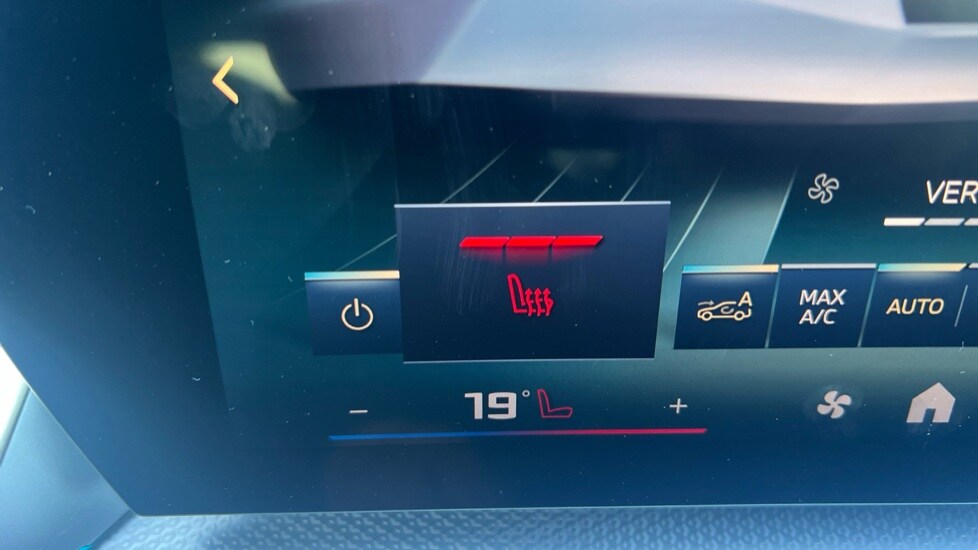 VER
A
MAX
A/C
AUTO
− 19° +